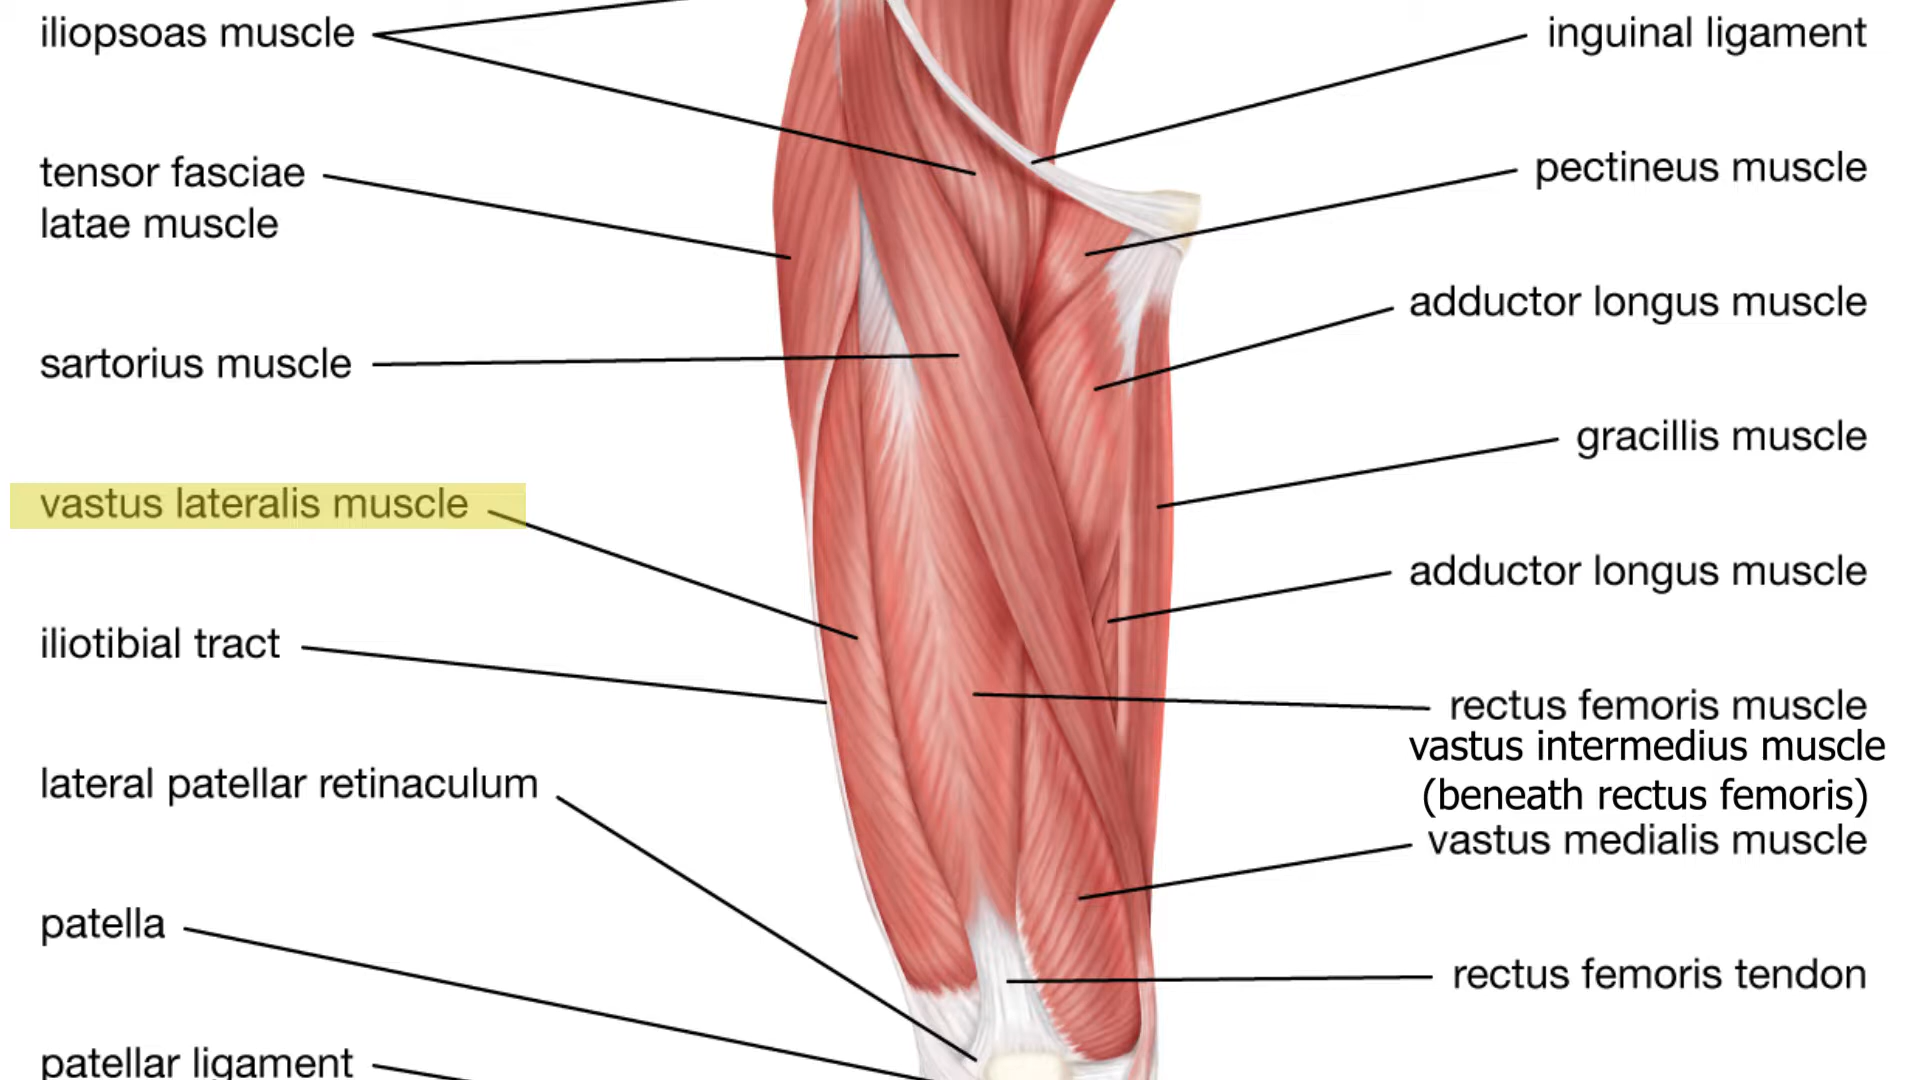 iliopsoas muscle
tensor fasciae
latae muscle
sartorius muscle
vastus lateralis muscle
iliotibial tract
lateral patellar retinaculum
patella
patellar ligament
inguinal ligament
pectineus muscle
adductor longus muscle
gracillis muscle
adductor longus muscle
rectus femoris muscle
vastus intermedius muscle
(beneath rectus femoris)
vastus medialis muscle
rectus femoris tendon